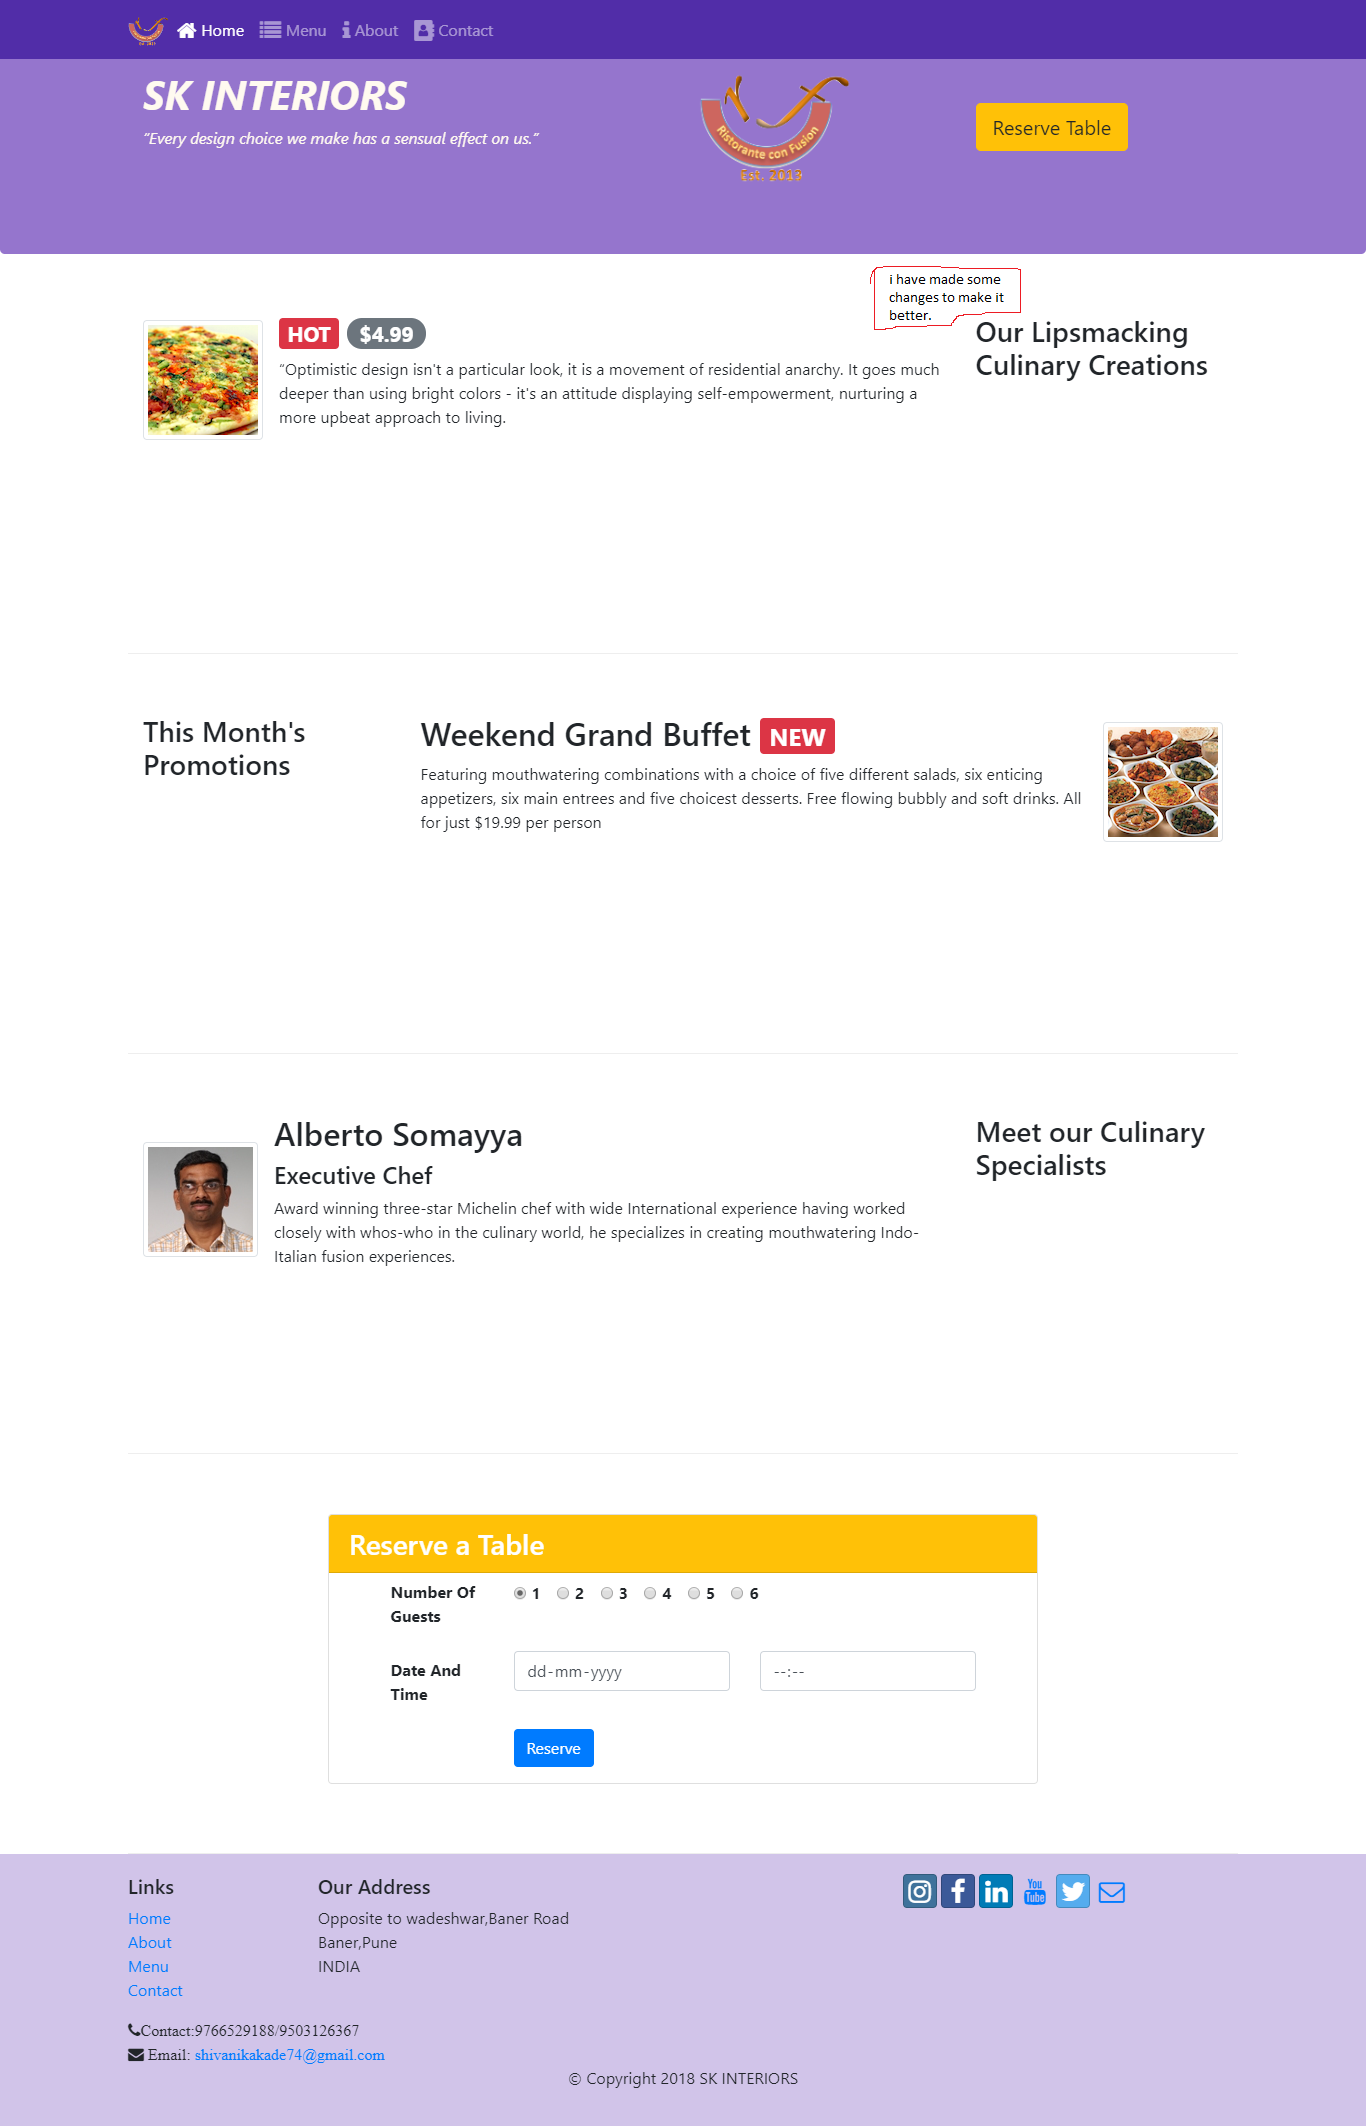 Home Menu About Contact
SK INTERIORS
“Every design choice we make has a sensual effect on us.”
Ristorante con Fusion
Est. 2013
Reserve Table
i have made some
changes to make it
better.
HOT $4.99
“Optimistic design isn't a particular look, it is a movement of residential anarchy. It goes much
deeper than using bright colors - it's an attitude displaying self-empowerment, nurturing a
more upbeat approach to living.
Our Lipsmacking
Culinary Creations
This Month's
Promotions
Weekend Grand Buffet NEW
Featuring mouthwatering combinations with a choice of five different salads, six enticing
appetizers, six main entrees and five choicest desserts. Free flowing bubbly and soft drinks. All
for just $19.99 per person
Alberto Somayya
Executive Chef
Award winning three-star Michelin chef with wide International experience having worked
closely with whos-who in the culinary world, he specializes in creating mouthwatering Indo-
Italian fusion experiences.
Meet our Culinary
Specialists
Reserve a Table
Number Of
Guests
1 2 3 4 5 6
Date And
Time
dd-mm-yyyy
--:--
Reserve
Links
Home
About
Menu
Contact
Our Address
Opposite to wadeshwar,Baner Road
Baner,Pune
INDIA
You
Tube
Contact:9766529188/9503126367
Email: shivanikakade74@gmail.com
© Copyright 2018 SK INTERIORS